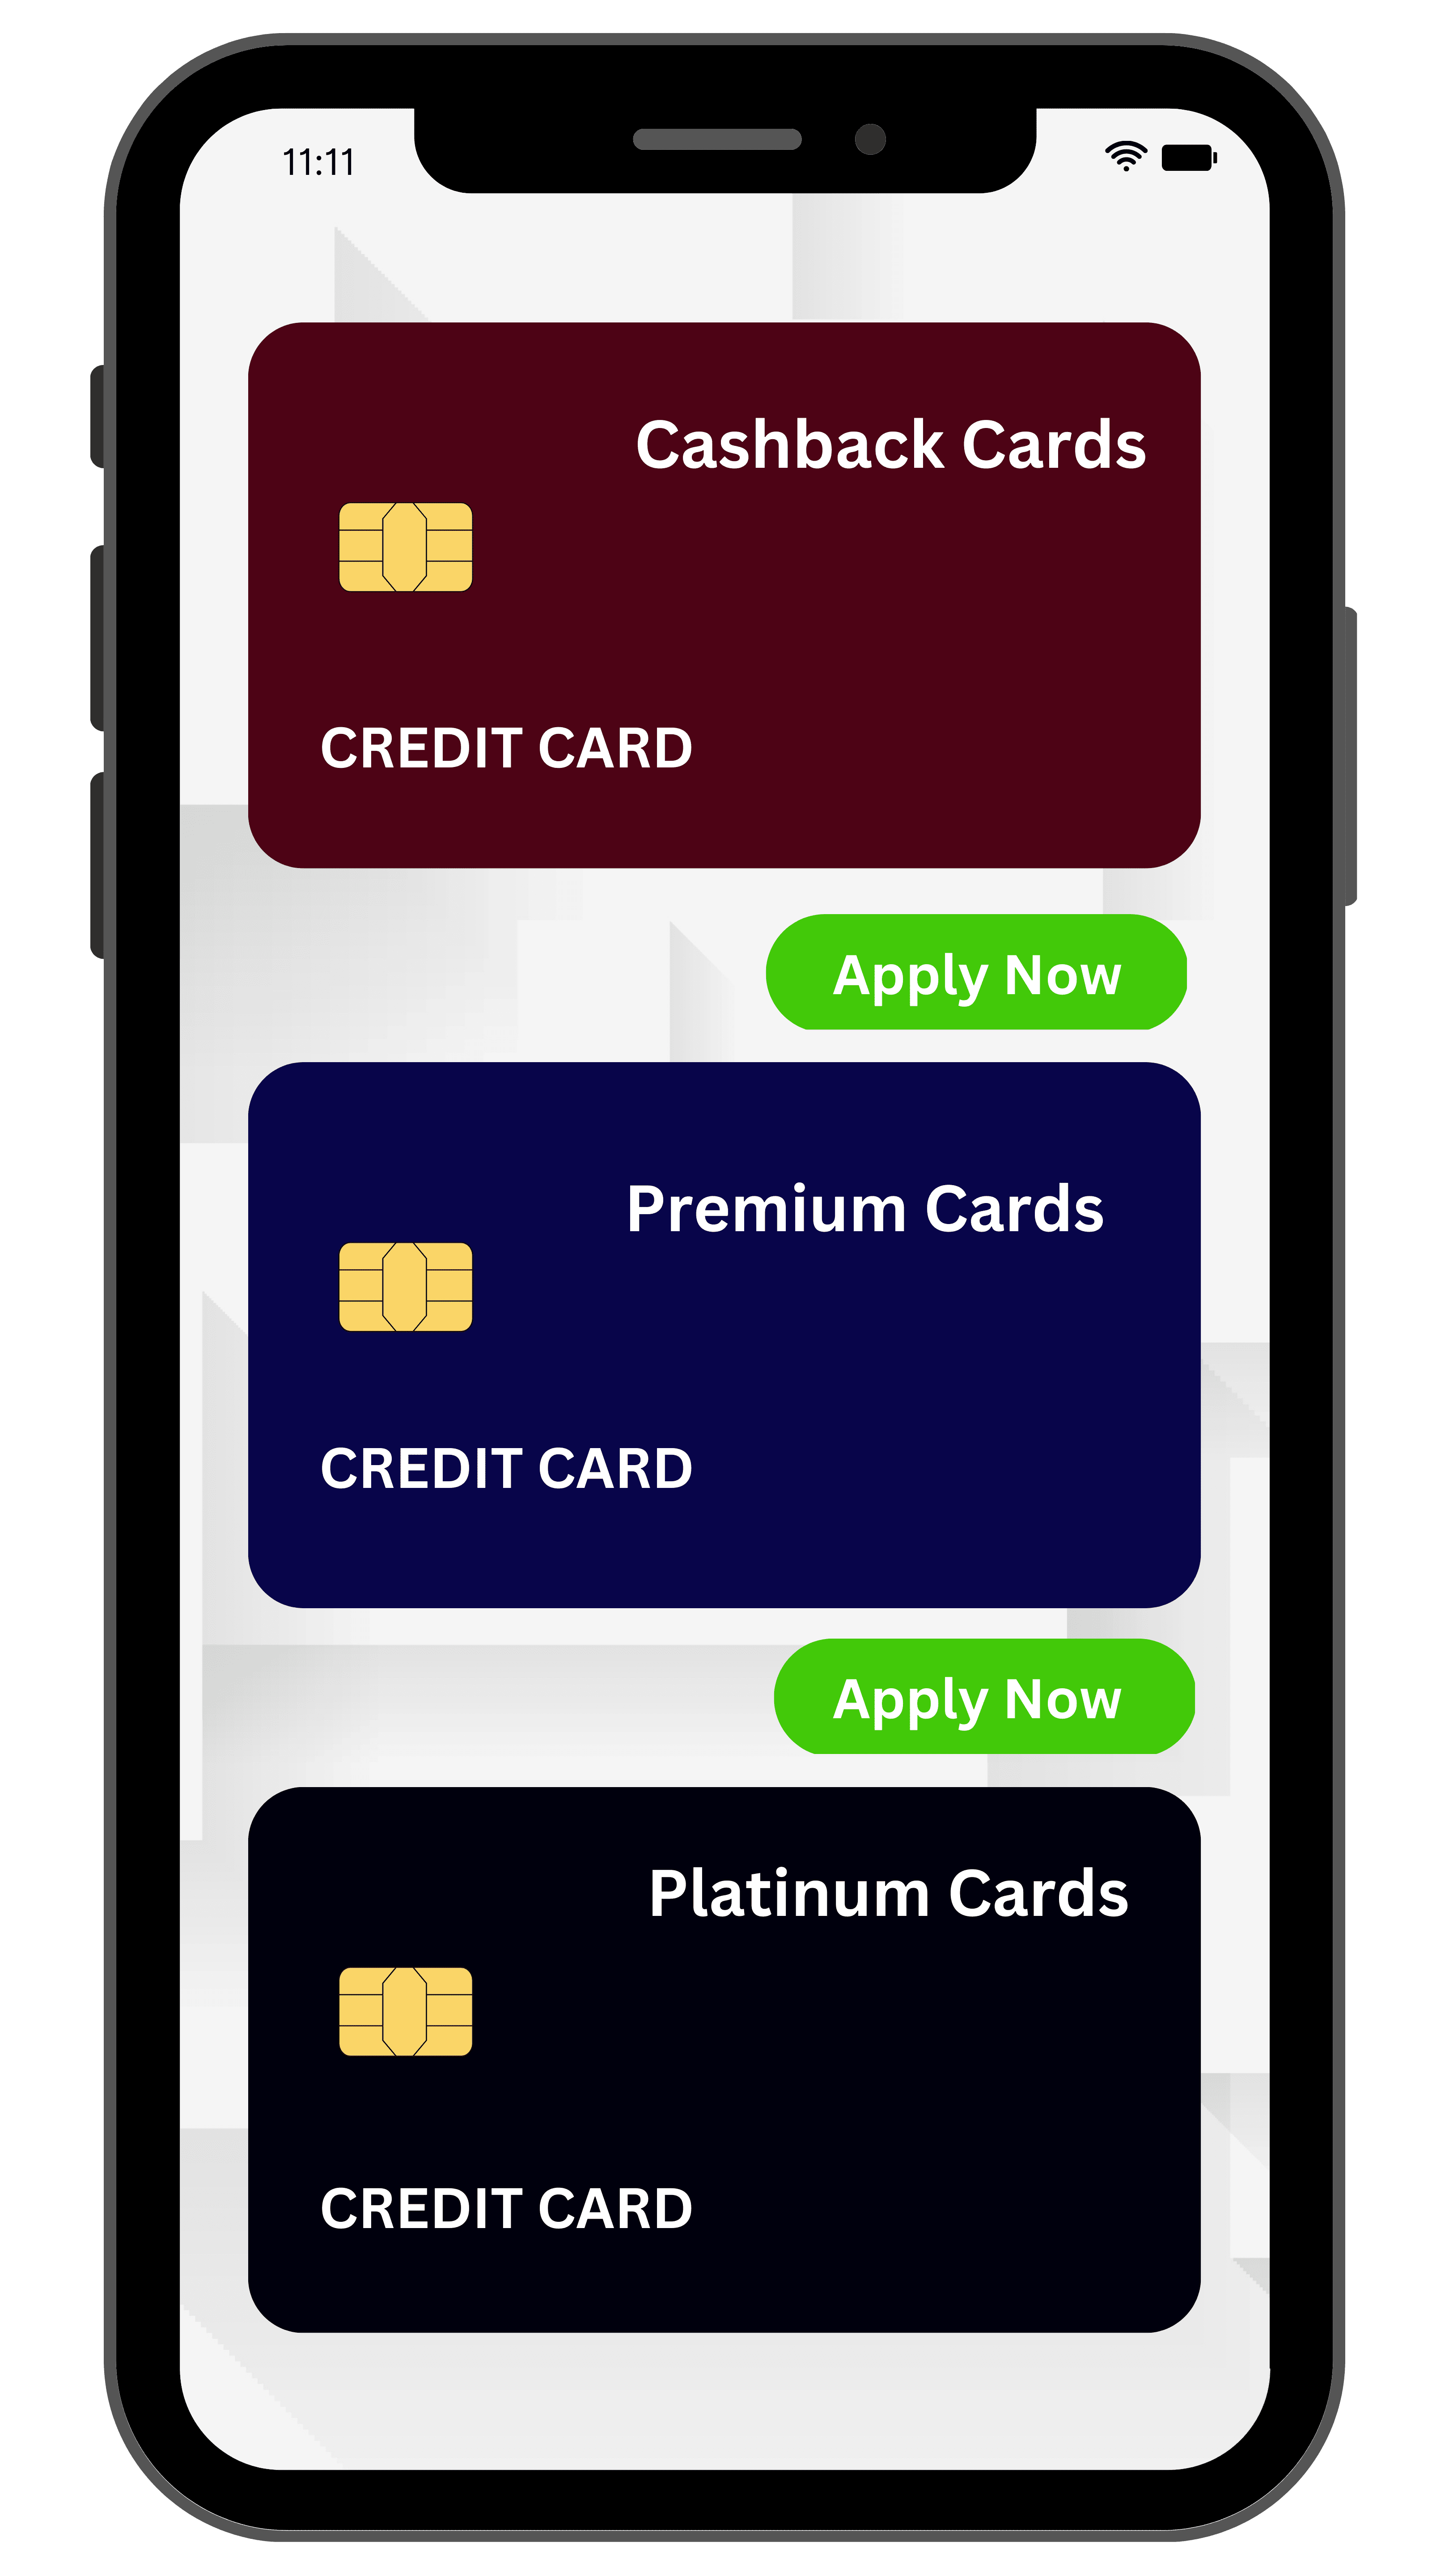 11:11
Cashback Cards
CREDIT CARD
Apply Now
Premium Cards
CREDIT CARD
Apply Now
Platinum Cards
CREDIT CARD